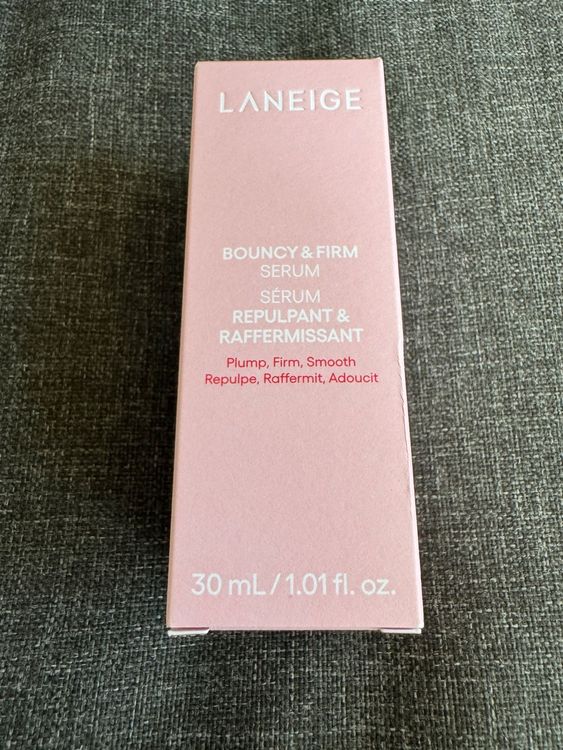 LANEIGE
BOUNCY & FIRM
SERUM
SÉRUM
REPULPANT &
RAFFERMISSANT
Plump, Firm, Smooth
Repulpe, Raffermit, Adoucit
30 mL / 1.01 fl. oz.